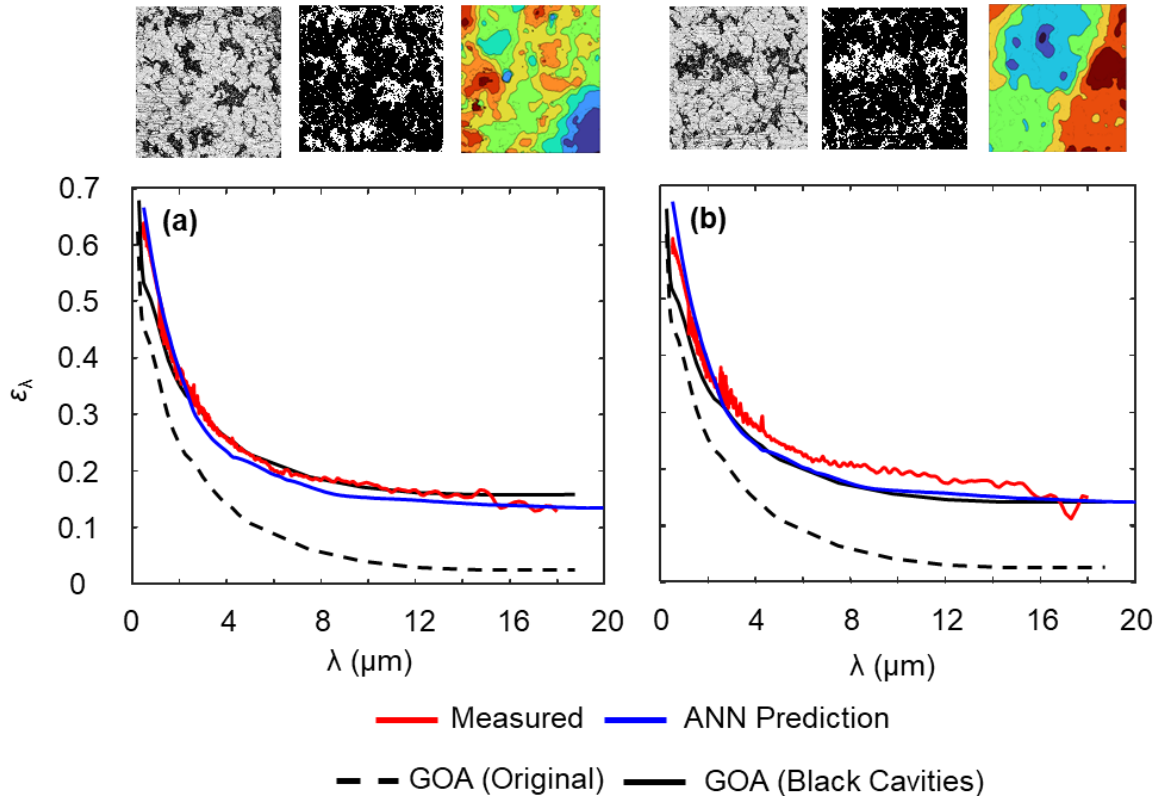 (a)
(b)
0.7
0.6
0.5
0.4
0.3
0.2
0.1
0
ελ
0 4 8 12 16 20
0 4 8 12 16 20
λ (μm)
λ (μm)
Measured
ANN Prediction
GOA (Original)
GOA (Black Cavities)